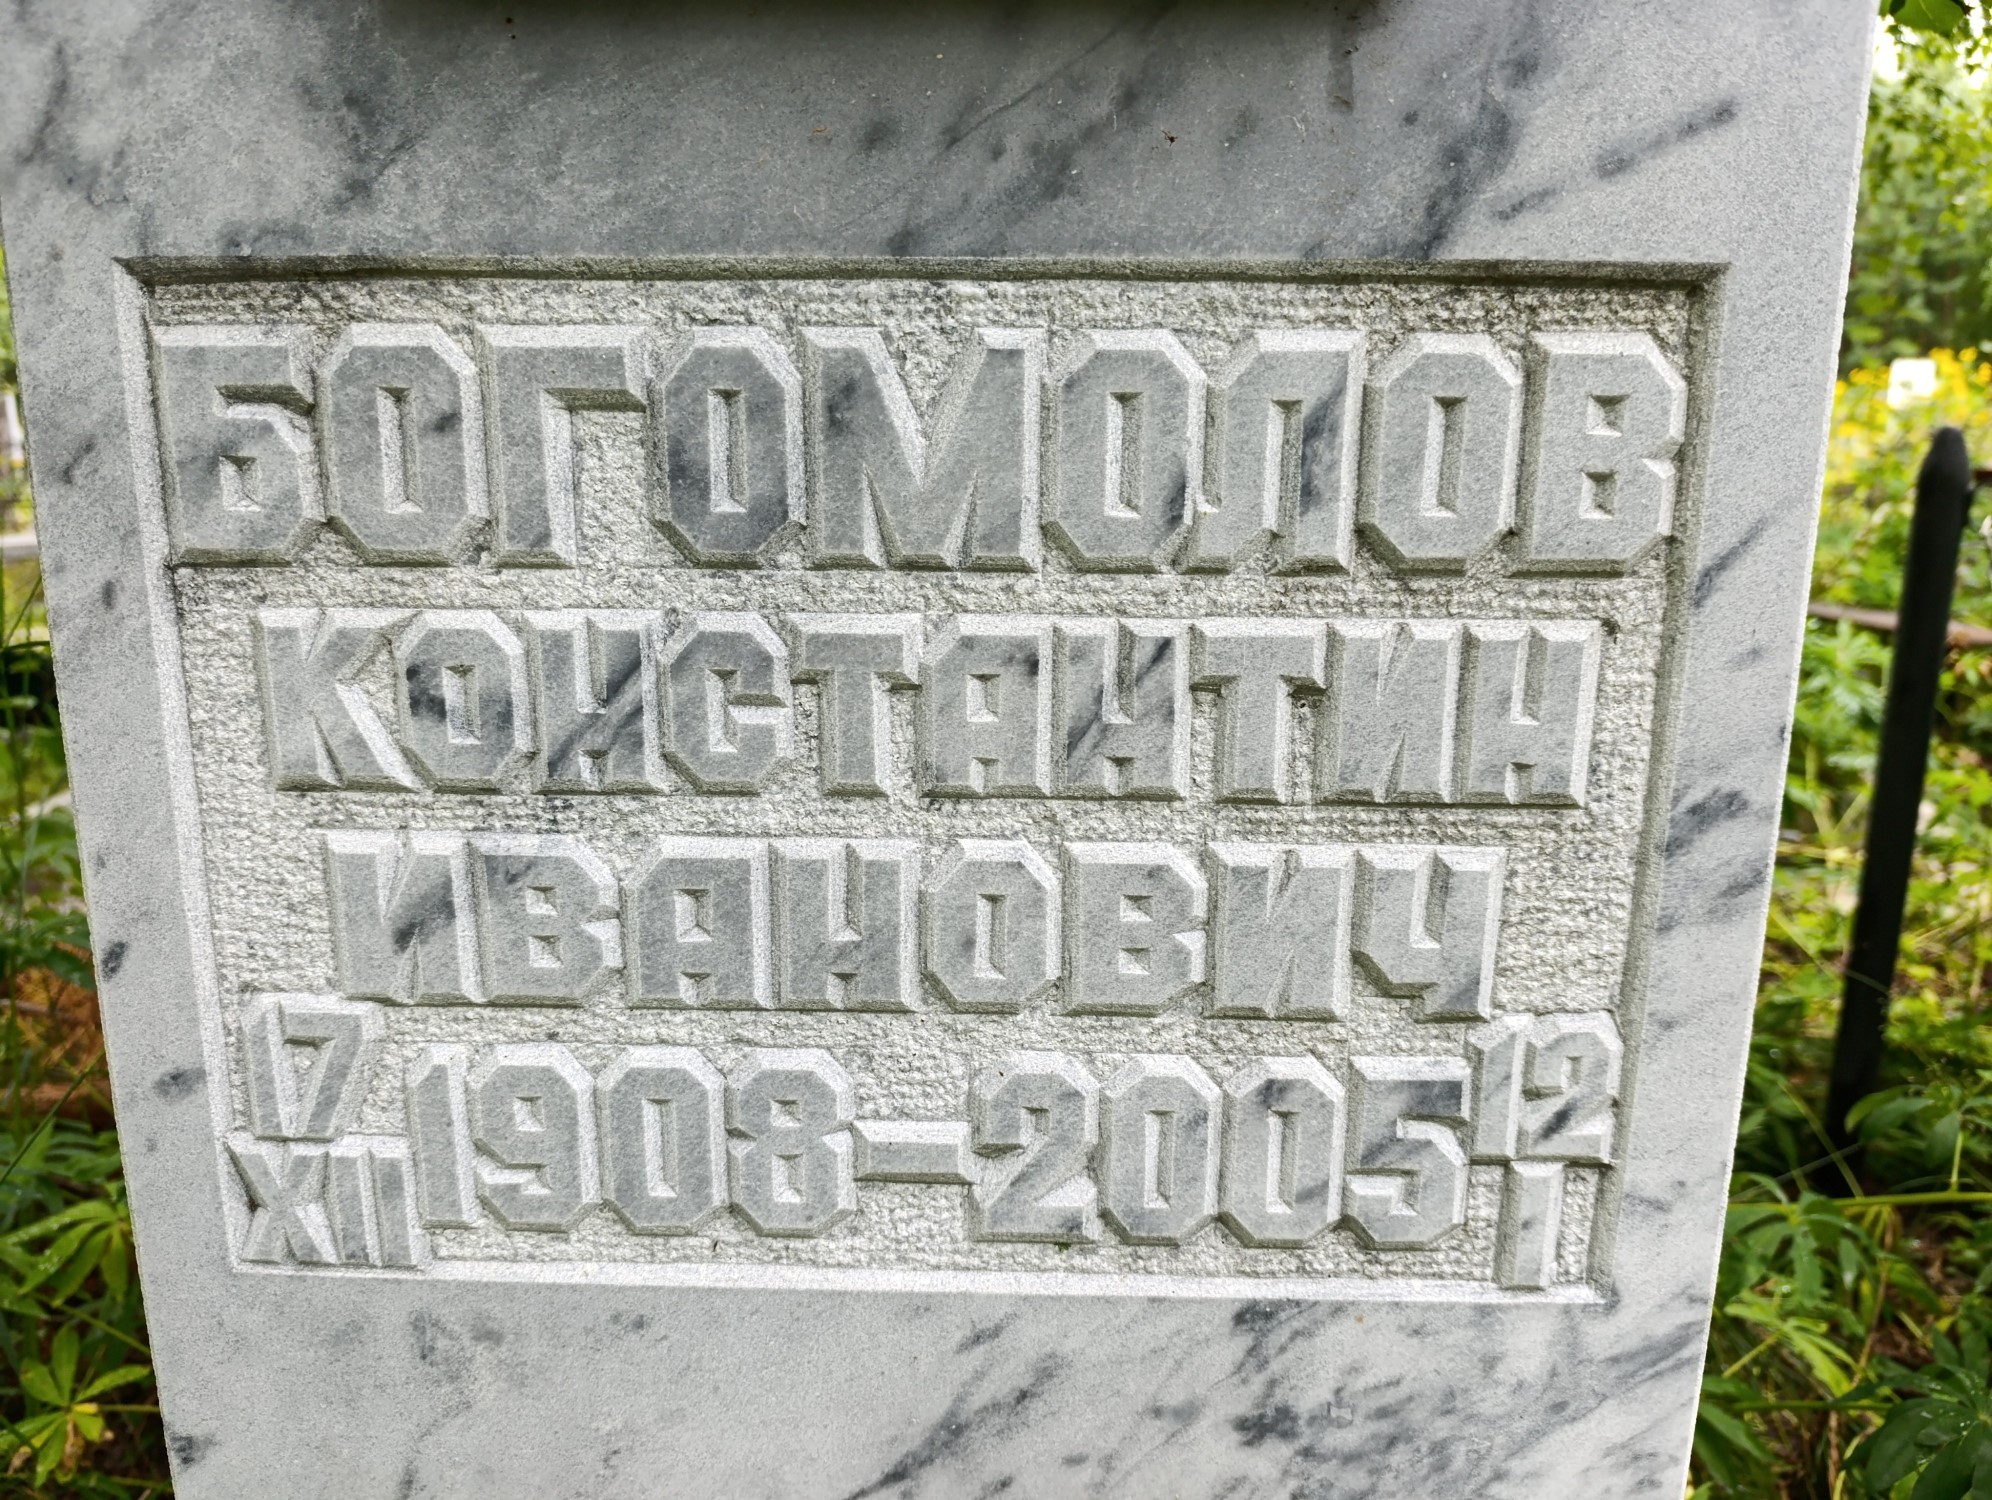 БОГОМОЛОВ
КОНСТАНТИН
ИВАНОВИЧ
17 XII 1908-2005 12 I